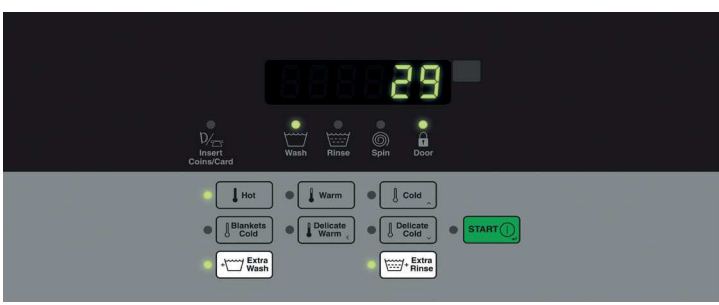 29
Insert
Coins/Card
Wash
Rinse
Spin
Door
Hot
Warm
Cold
Blankets
Cold
Delicate
Warm
Delicate
Cold
START
+ Extra
Wash
+ Extra
Rinse